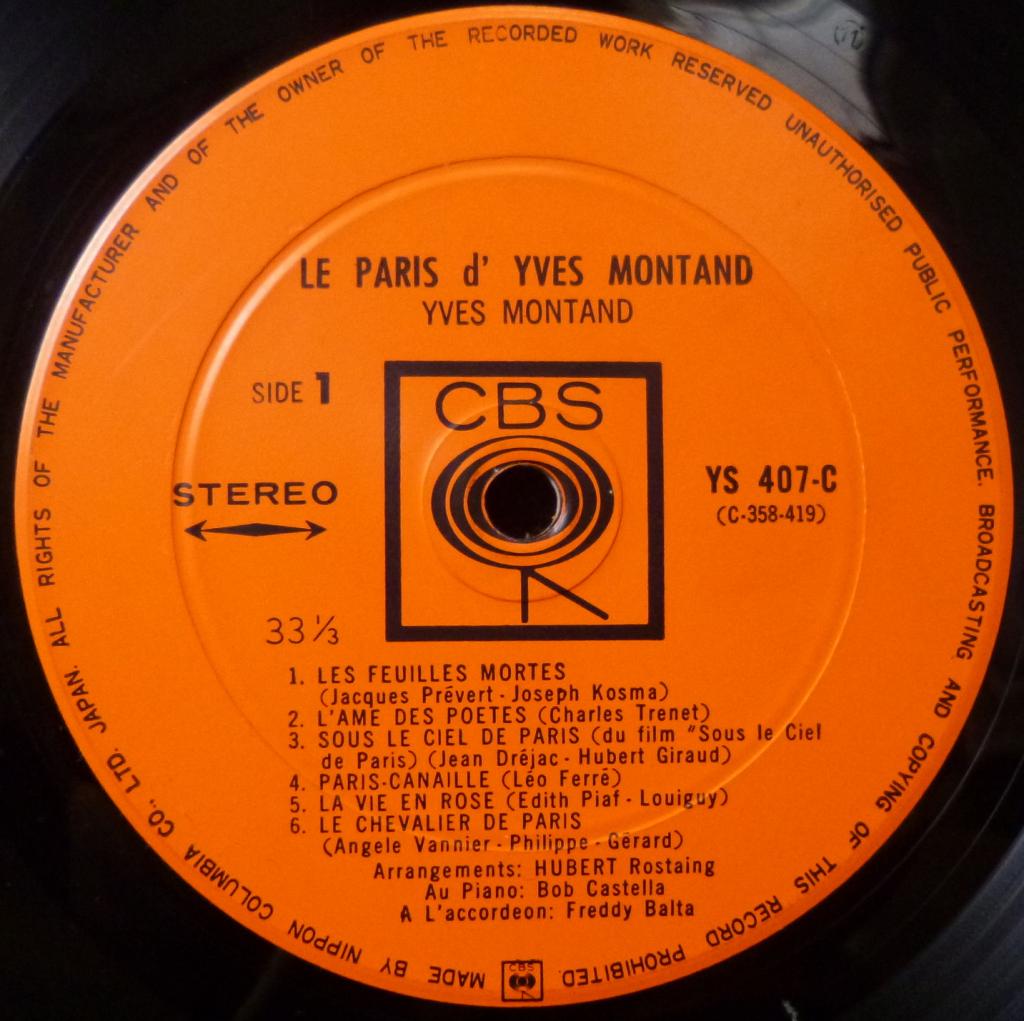 LE PARIS d' YVES MONTAND
YVES MONTAND
SIDE 1
CBS
STEREO
YS 407-C
(C-358-419)
33 ⅓
1. LES FEUILLES MORTES
(Jacques Prévert - Joseph Kosma)
2. L'AME DES POETES (Charles Trenet)
3. SOUS LE CIEL DE PARIS (du film "Sous le Ciel
de Paris) (Jean Dréjac - Hubert Giraud)
4. PARIS-CANAILLE (Léo Ferré)
5. LA VIE EN ROSE (Edith Piaf - Louiguy)
6. LE CHEVALIER DE PARIS
(Angele Vannier - Philippe - Gérard)
Arrangements: HUBERT Rostaing
Au Piano: Bob Castella
A L'accordeon: Freddy Balta
MADE BY NIPPON COLUMBIA CO., LTD. JAPAN. ALL RIGHTS OF THE MANUFACTURER AND OF THE OWNER OF THE RECORDED WORK RESERVED UNAUTHORISED PUBLIC PERFORMANCE. BROADCASTING AND COPYING OF THIS RECORD PROHIBITED.
CBS